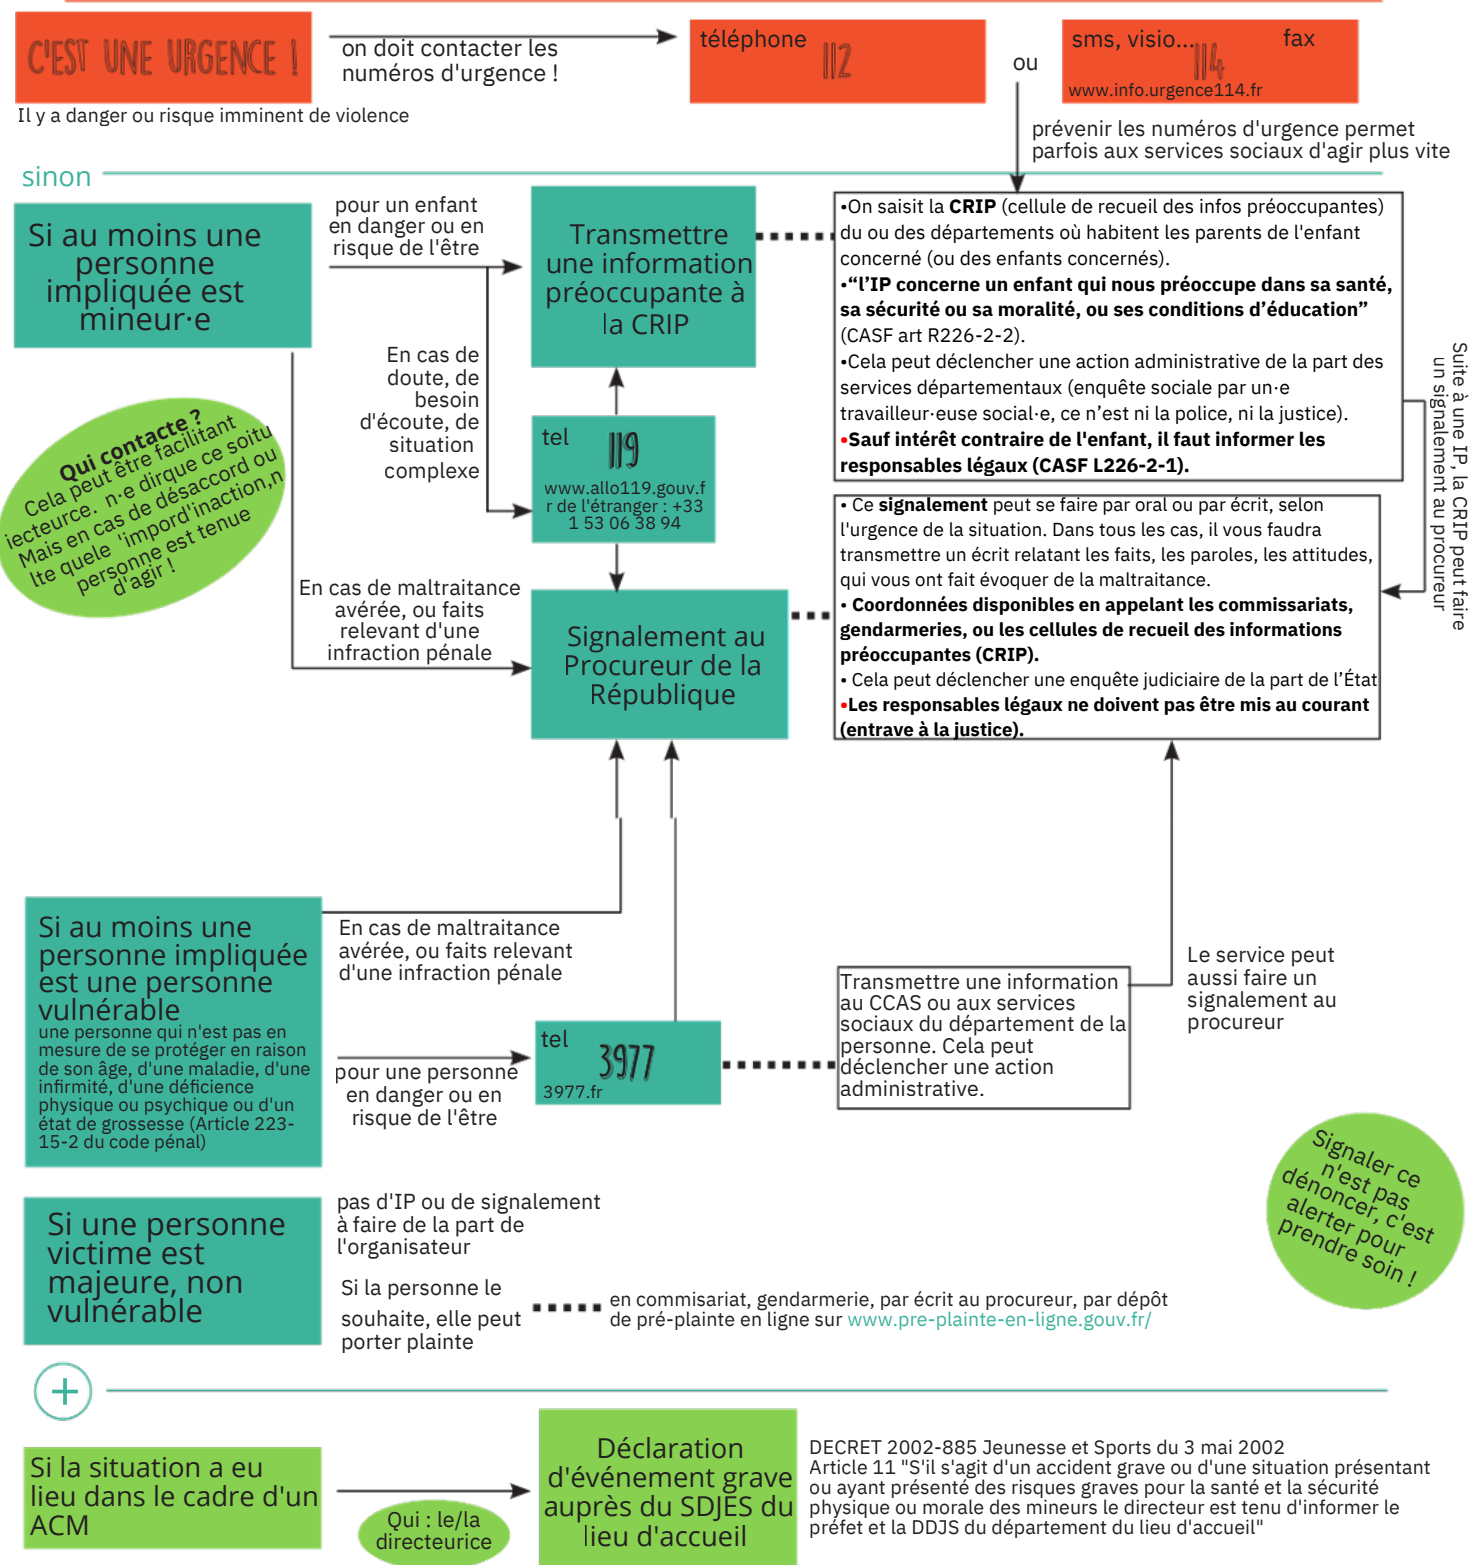 C'EST UNE URGENCE !
on doit contacter les
numéros d'urgence !
téléphone
112
ou
sms, visio... fax
114
www.info.urgence114.fr
Il y a danger ou risque imminent de violence
prévenir les numéros d'urgence permet
parfois aux services sociaux d'agir plus vite
sinon
Si au moins une
personne
impliquée est
mineur·e
pour un enfant
en danger ou en
risque de l'être
Transmettre
une information
préoccupante à
la CRIP
•On saisit la CRIP (cellule de recueil des infos préoccupantes)
du ou des départements où habitent les parents de l'enfant
concerné (ou des enfants concernés).
•“l’IP concerne un enfant qui nous préoccupe dans sa santé,
sa sécurité ou sa moralité, ou ses conditions d’éducation”
(CASF art R226-2-2).
•Cela peut déclencher une action administrative de la part des
services départementaux (enquête sociale par un·e
travailleur·euse social·e, ce n’est ni la police, ni la justice).
•Sauf intérêt contraire de l'enfant, il faut informer les
responsables légaux (CASF L226-2-1).
Suite à une IP, la CRIP peut faire
un signalement au procureur
En cas de
doute, de
besoin
d'écoute, de
situation
complexe
tel
119
www.allo119.gouv.f
r de l'étranger : +33
1 53 06 38 94
Qui contacte ?
Cela peut être facilitant
iecteurce. n·e dirque ce soitu
Mais en cas de désaccord ou
lte quele 'impord'inaction,n
personne est tenue
d'agir !
En cas de maltraitance
avérée, ou faits
relevant d'une
infraction pénale
Signalement au
Procureur de la
République
• Ce signalement peut se faire par oral ou par écrit, selon
l'urgence de la situation. Dans tous les cas, il vous faudra
transmettre un écrit relatant les faits, les paroles, les attitudes,
qui vous ont fait évoquer de la maltraitance.
• Coordonnées disponibles en appelant les commissariats,
gendarmeries, ou les cellules de recueil des informations
préoccupantes (CRIP).
• Cela peut déclencher une enquête judiciaire de la part de l’État
•Les responsables légaux ne doivent pas être mis au courant
(entrave à la justice).
Si au moins une
personne impliquée
est une personne
vulnérable
une personne qui n'est pas en
mesure de se protéger en raison
de son âge, d'une maladie, d'une
infirmité, d'une déficience
physique ou psychique ou d'un
état de grossesse (Article 223-
15-2 du code pénal)
En cas de maltraitance
avérée, ou faits relevant
d'une infraction pénale
pour une personne
en danger ou en
risque de l'être
tel
3977
3977.fr
Transmettre une information
au CCAS ou aux services
sociaux du département de la
personne. Cela peut
déclencher une action
administrative.
Le service peut
aussi faire un
signalement au
procureur
Signaler ce
n'est pas
dénoncer, c'est
alerter pour
prendre soin !
Si une personne
victime est
majeure, non
vulnérable
pas d'IP ou de signalement
à faire de la part de
l'organisateur
Si la personne le
souhaite, elle peut
porter plainte
en commisariat, gendarmerie, par écrit au procureur, par dépôt
de pré-plainte en ligne sur www.pre-plainte-en-ligne.gouv.fr/
+
Si la situation a eu
lieu dans le cadre d'un
ACM
Qui : le/la
directeurice
Déclaration
d'événement grave
auprès du SDJES du
lieu d'accueil
DECRET 2002-885 Jeunesse et Sports du 3 mai 2002
Article 11 "S'il s'agit d'un accident grave ou d'une situation présentant
ou ayant présenté des risques graves pour la santé et la sécurité
physique ou morale des mineurs le directeur est tenu d'informer le
préfet et la DDJS du département du lieu d'accueil"